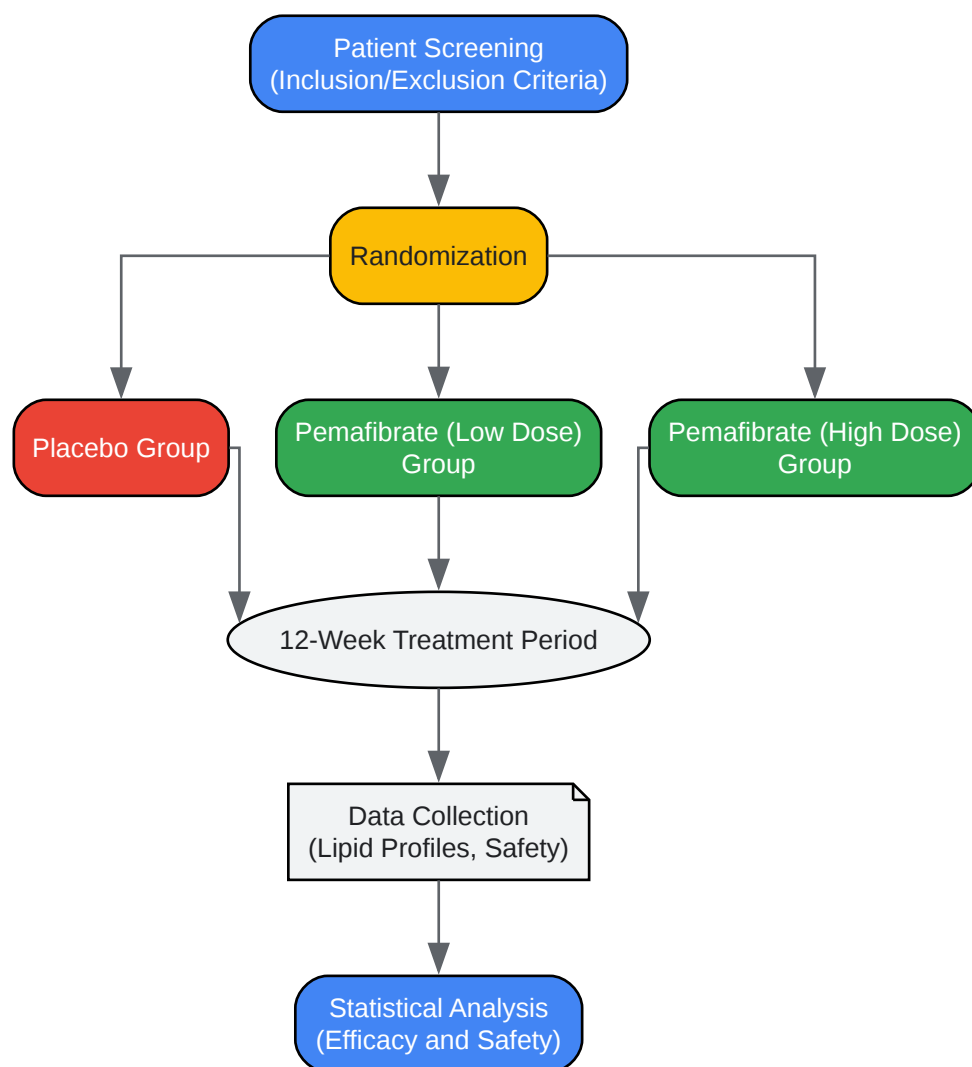 Patient Screening
(Inclusion/Exclusion Criteria)
Randomization
Placebo Group
Pemafibrate (Low Dose)
Group
Pemafibrate (High Dose)
Group
12-Week Treatment Period
Data Collection
(Lipid Profiles, Safety)
Statistical Analysis
(Efficacy and Safety)